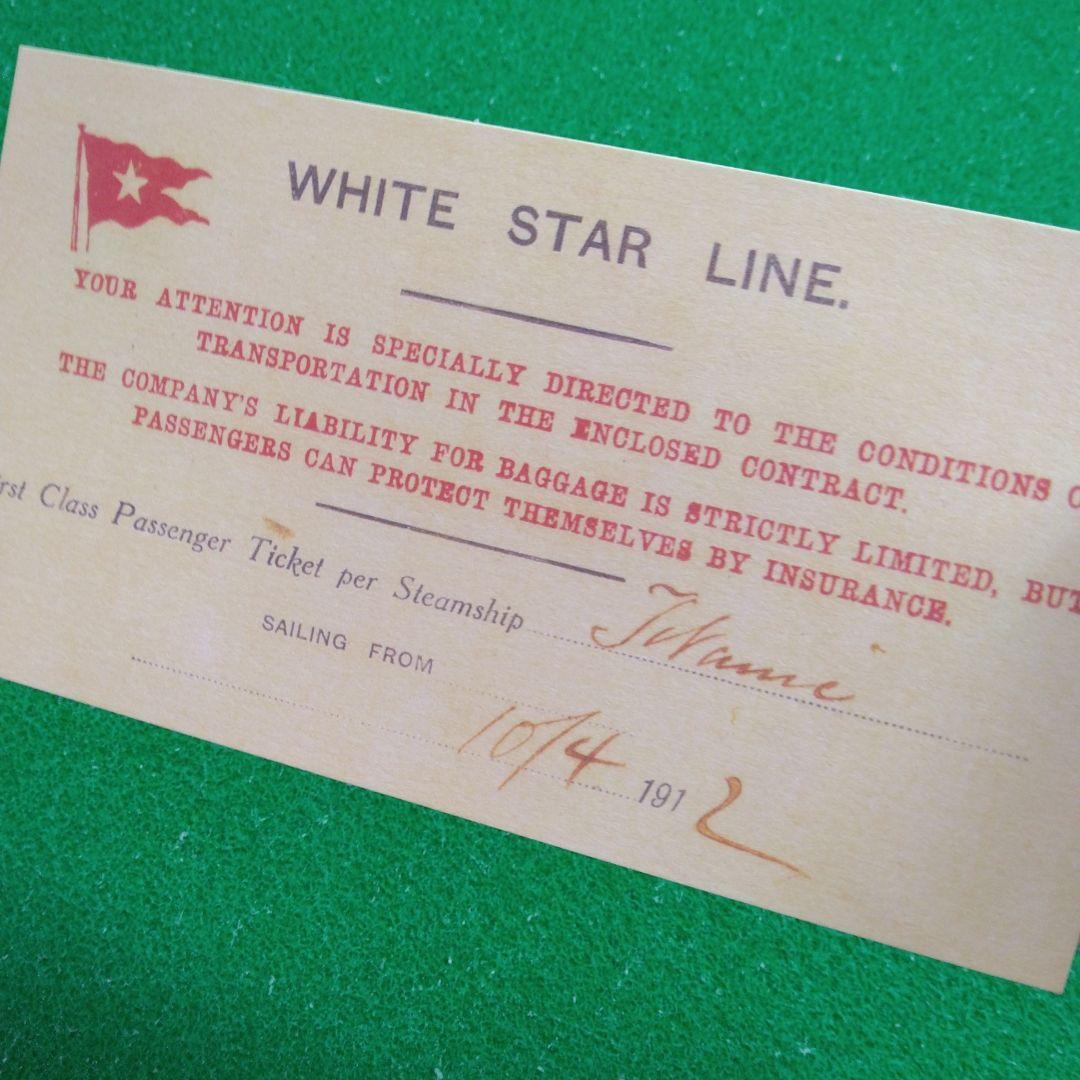 WHITE STAR LINE.
YOUR ATTENTION IS SPECIALLY DIRECTED TO THE CONDITIONS O
TRANSPORTATION IN THE ENCLOSED CONTRACT.
THE COMPANY'S LIABILITY FOR BAGGAGE IS STRICTLY LIMITED, BUT
PASSENGERS CAN PROTECT THEMSELVES BY INSURANCE.
irst Class Passenger Ticket per Steamship Titanic
SAILING FROM
10/4 1912